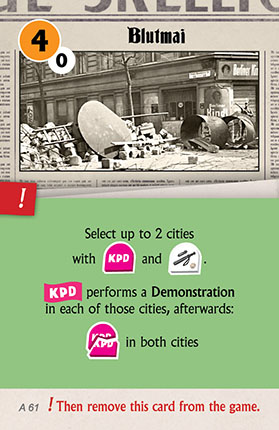 4
0
Blutmai
!
Select up to 2 cities
with KPD and .
KPD performs a Demonstration
in each of those cities, afterwards:
KPD in both cities
A 61 ! Then remove this card from the game.